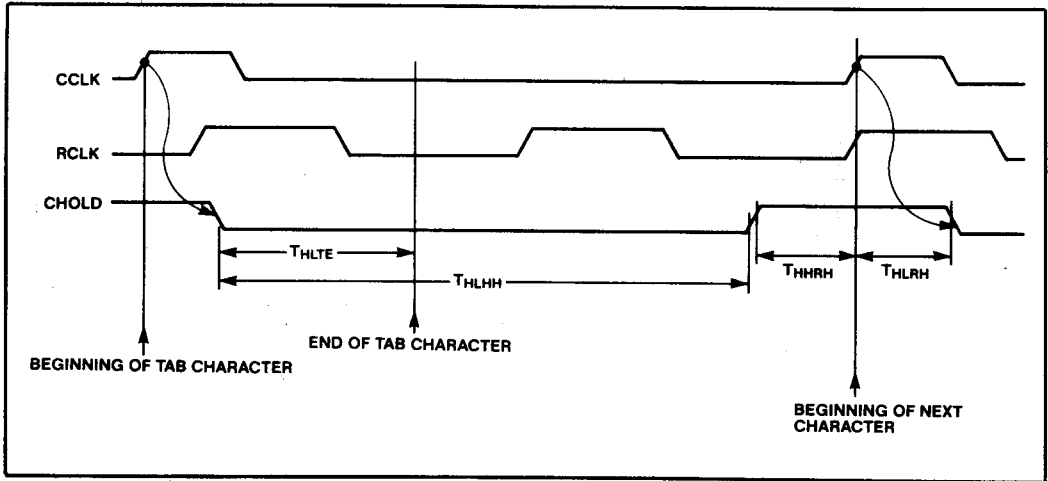 CCLK
RCLK
CHOLD
THLTE
THLHH
THHRH
THLRH
END OF TAB CHARACTER
BEGINNING OF TAB CHARACTER
BEGINNING OF NEXT
CHARACTER